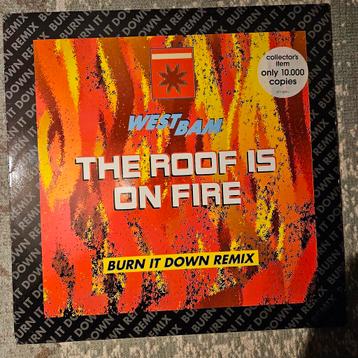 collector's
item
only 10.000
copies
WESTBAM
THE ROOF IS
ON FIRE
BURN IT DOWN REMIX
BURN IT DOWN REMIX